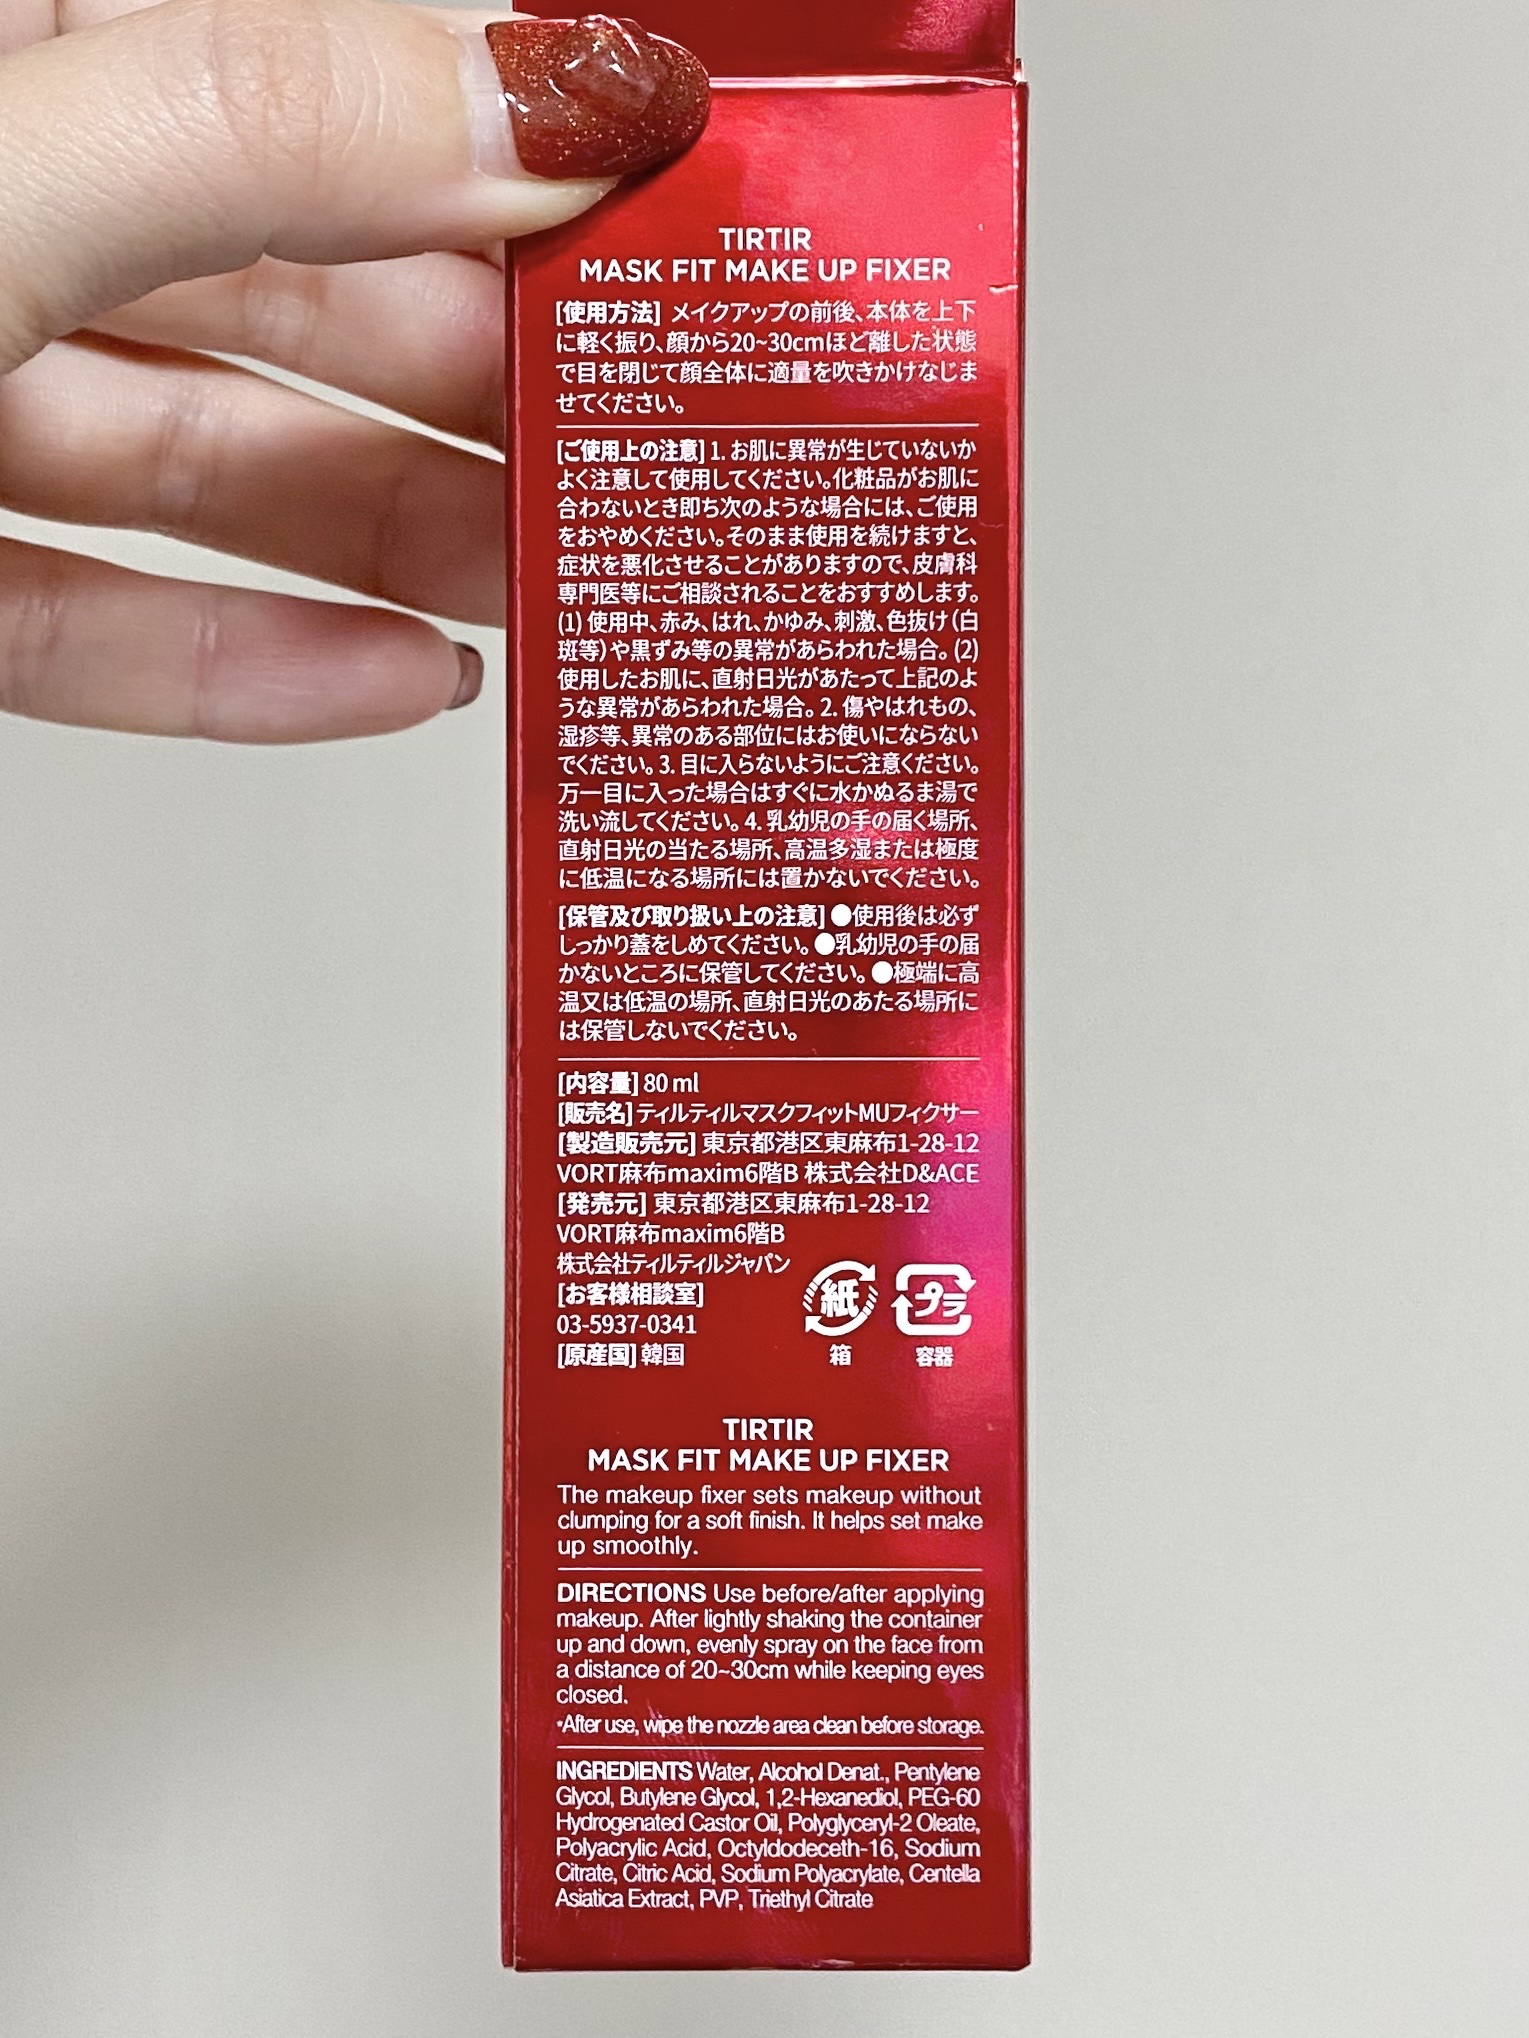 TIRTIR
MASK FIT MAKE UP FIXER
[使用方法] メイクアップの前後、本体を上下
に軽く振り、顔から20~30cmほど離した状態
で目を閉じて顔全体に適量を吹きかけなじま
せてください。
[ご使用上の注意] 1. お肌に異常が生じていないか
よく注意して使用してください。化粧品がお肌に
合わないとき即ち次のような場合には、ご使用
をおやめください。そのまま使用を続けますと、
症状を悪化させることがありますので、皮膚科
専門医等にご相談されることをおすすめします。
(1) 使用中、赤み、はれ、かゆみ、刺激、色抜け（白
斑等）や黒ずみ等の異常があらわれた場合。(2)
使用したお肌に、直射日光があたって上記のよ
うな異常があらわれた場合。2. 傷やはれもの、
湿疹等、異常のある部位にはお使いにならない
でください。3. 目に入らないようにご注意ください。
万一目に入った場合はすぐに水かぬるま湯で
洗い流してください。4. 乳幼児の手の届く場所、
直射日光の当たる場所、高温多湿または極度
に低温になる場所には置かないでください。
[保管及び取り扱い上の注意] ●使用後は必ず
しっかり蓋をしめてください。●乳幼児の手の届
かないところに保管してください。●極端に高
温又は低温の場所、直射日光のあたる場所に
は保管しないでください。
[内容量] 80 ml
[販売名] ティルティルマスクフィットMUフィクサー
[製造販売元] 東京都港区東麻布1-28-12
VORT麻布maxim6階B 株式会社D&ACE
[発売元] 東京都港区東麻布1-28-12
VORT麻布maxim6階B
株式会社ティルティルジャパン
[お客様相談室]
03-5937-0341
[原産国] 韓国
紙
箱
プラ
容器
TIRTIR
MASK FIT MAKE UP FIXER
The makeup fixer sets makeup without
clumping for a soft finish. It helps set make
up smoothly.
DIRECTIONS Use before/after applying
makeup. After lightly shaking the container
up and down, evenly spray on the face from
a distance of 20~30cm while keeping eyes
closed.
*After use, wipe the nozzle area clean before storage.
INGREDIENTS Water, Alcohol Denat., Pentylene
Glycol, Butylene Glycol, 1,2-Hexanediol, PEG-60
Hydrogenated Castor Oil, Polyglyceryl-2 Oleate,
Polyacrylic Acid, Octyldodeceth-16, Sodium
Citrate, Citric Acid, Sodium Polyacrylate, Centella
Asiatica Extract, PVP, Triethyl Citrate